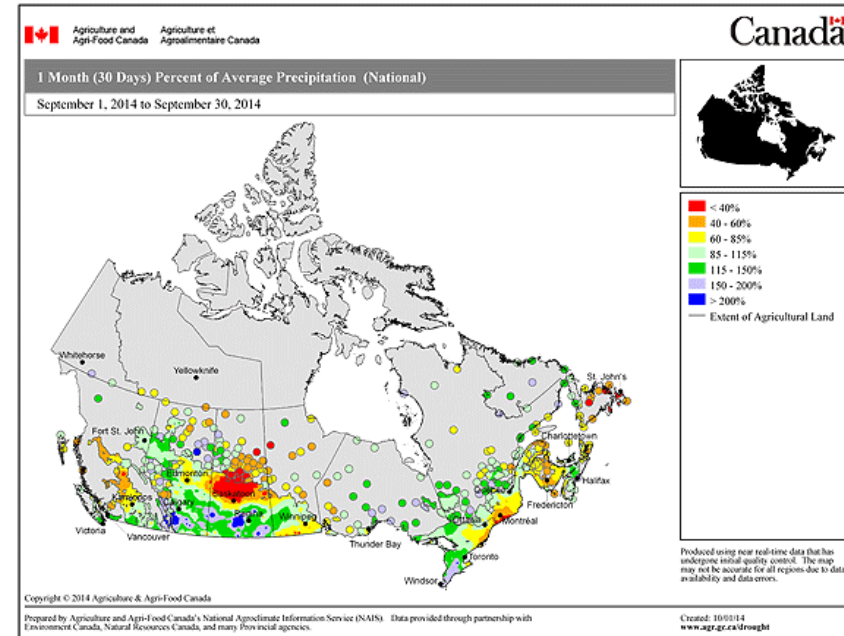 Agriculture and Agriculture et
Agri-Food Canada Agroalimentaire Canada
Canada
1 Month (30 Days) Percent of Average Precipitation (National)
September 1, 2014 to September 30, 2014
< 40%
40 - 60%
60 - 85%
85 - 115%
115 - 150%
150 - 200%
> 200%
Extent of Agricultural Land
Whitehorse
Yellowknife
St. John's
Fort St. John
Charlottetown
Edmonton
Halifax
Saskatoon
Kamloops
Fredericton
Winnipeg
Ottawa
Montréal
Victoria
Vancouver
Thunder Bay
Toronto
Windsor
Produced using near real-time data that has
undergone initial quality control. The map
may not be accurate for all regions due to data
availability and data errors.
Copyright © 2014 Agriculture & Agri-Food Canada
Prepared by Agriculture and Agri-Food Canada's National Agroclimate Information Service (NAIS). Data provided through partnership with
Environment Canada, Natural Resources Canada, and many Provincial agencies.
Created: 10/01/14
www.agr.gc.ca/drought